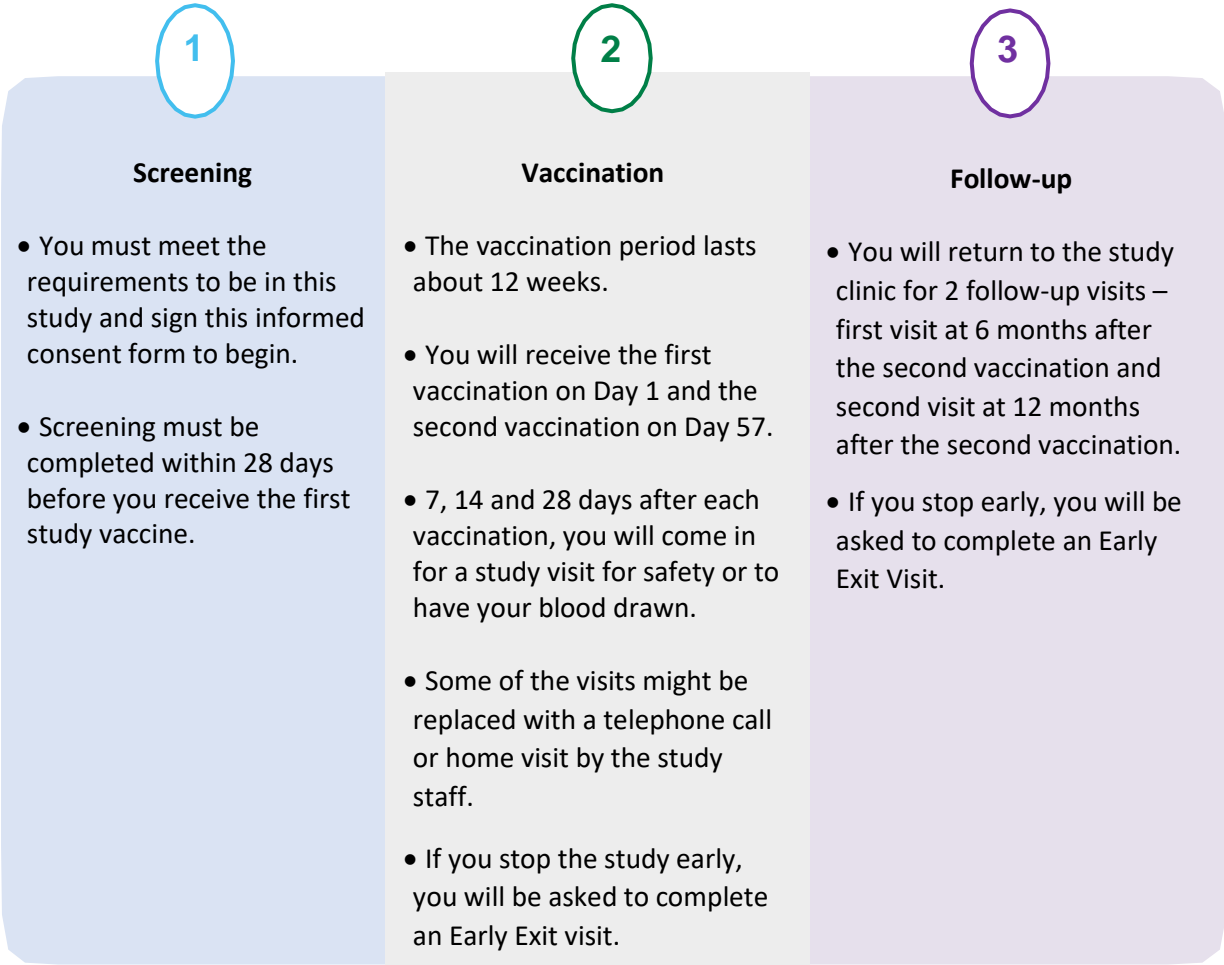 1
Screening
• You must meet the
requirements to be in this
study and sign this informed
consent form to begin.
• Screening must be
completed within 28 days
before you receive the first
study vaccine.
2
Vaccination
• The vaccination period lasts
about 12 weeks.
• You will receive the first
vaccination on Day 1 and the
second vaccination on Day 57.
• 7, 14 and 28 days after each
vaccination, you will come in
for a study visit for safety or to
have your blood drawn.
• Some of the visits might be
replaced with a telephone call
or home visit by the study
staff.
• If you stop the study early,
you will be asked to complete
an Early Exit visit.
3
Follow-up
• You will return to the study
clinic for 2 follow-up visits –
first visit at 6 months after
the second vaccination and
second visit at 12 months
after the second vaccination.
• If you stop early, you will be
asked to complete an Early
Exit Visit.